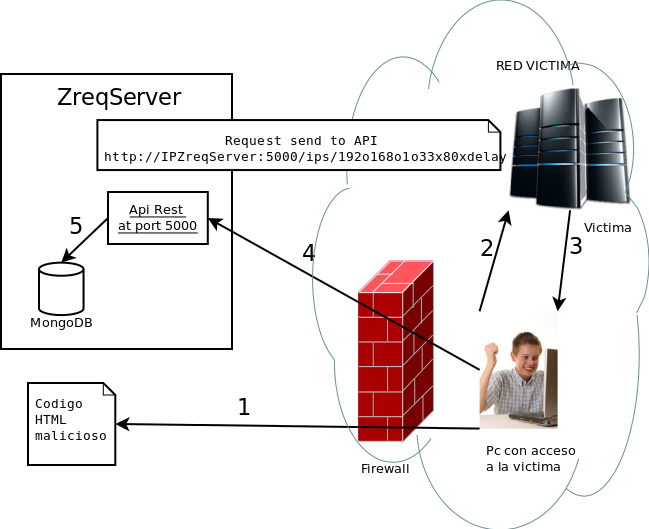 RED VICTIMA
ZreqServer
Request send to API
http://IPZreqServer:5000/ips/192o168o1o33x80xdelay
Api Rest
at port 5000
5
4
2
3
Victima
MongoDB
1
Codigo
HTML
malicioso
Firewall
Pc con acceso
a la victima